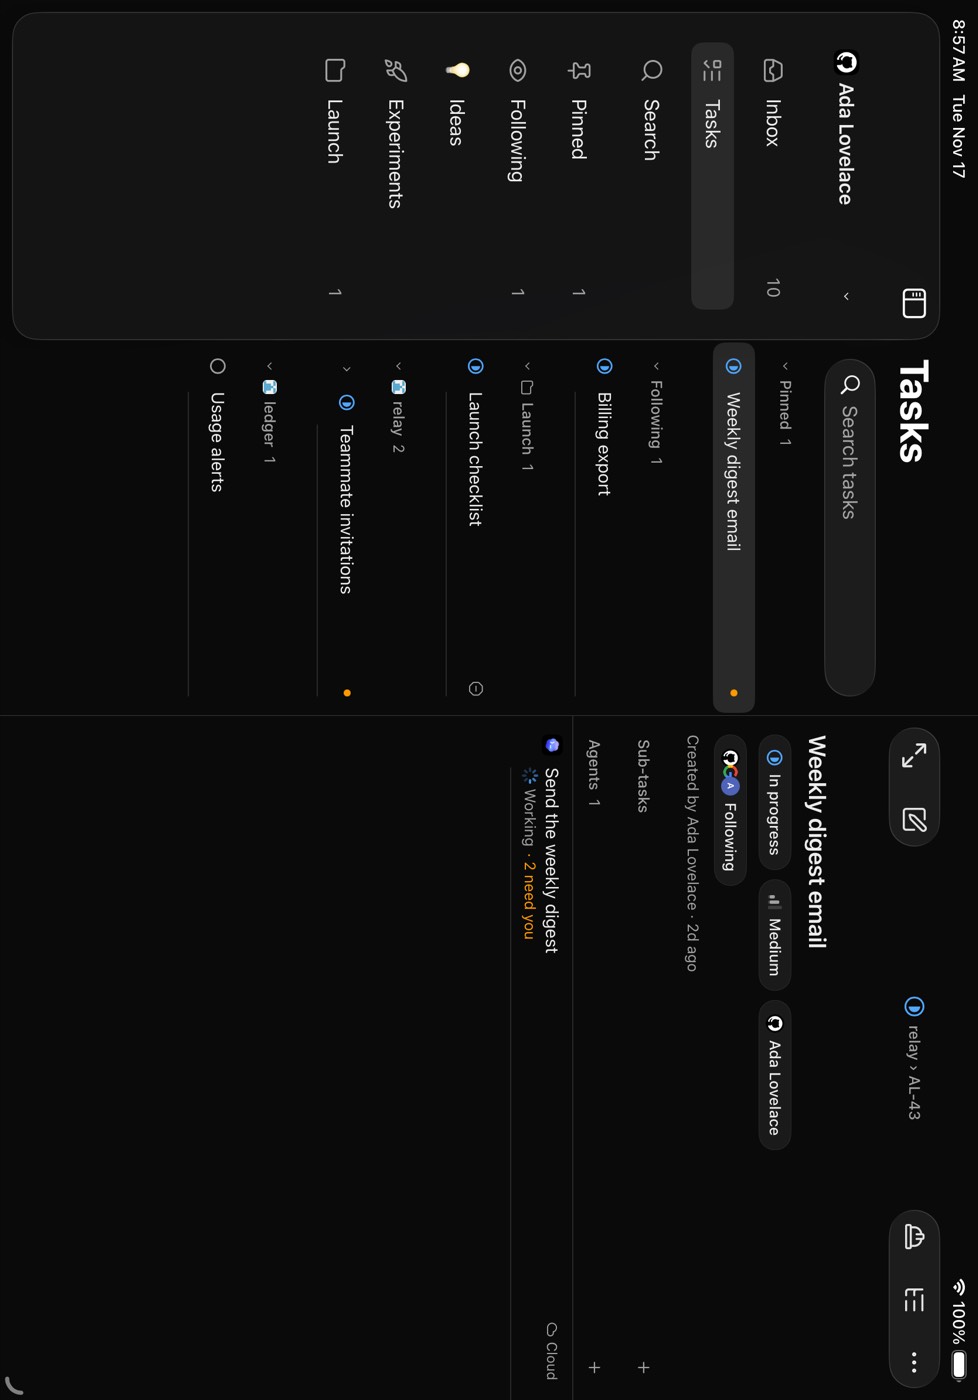 8:57 AM Tue Nov 17
100%
Ada Lovelace
Inbox 10
Tasks
Search
Pinned 1
Following 1
Ideas
Experiments
Launch 1
Tasks
Search tasks
Pinned 1
Weekly digest email
Following 1
Billing export
Launch 1
Launch checklist
relay 2
Teammate invitations
ledger 1
Usage alerts
relay › AL-43
Weekly digest email
In progress
Medium
Ada Lovelace
A
Following
Created by Ada Lovelace · 2d ago
Sub-tasks
Agents 1
Send the weekly digest
Cloud
Working · 2 need you